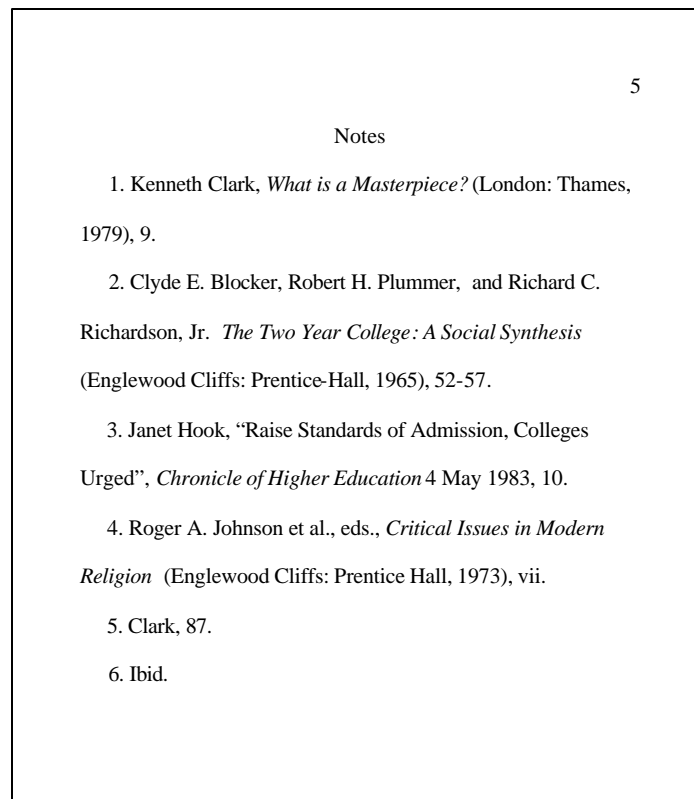 5
Notes
1. Kenneth Clark, What is a Masterpiece? (London: Thames,
1979), 9.
2. Clyde E. Blocker, Robert H. Plummer, and Richard C.
Richardson, Jr. The Two Year College: A Social Synthesis
(Englewood Cliffs: Prentice-Hall, 1965), 52-57.
3. Janet Hook, “Raise Standards of Admission, Colleges
Urged”, Chronicle of Higher Education 4 May 1983, 10.
4. Roger A. Johnson et al., eds., Critical Issues in Modern
Religion (Englewood Cliffs: Prentice Hall, 1973), vii.
5. Clark, 87.
6. Ibid.